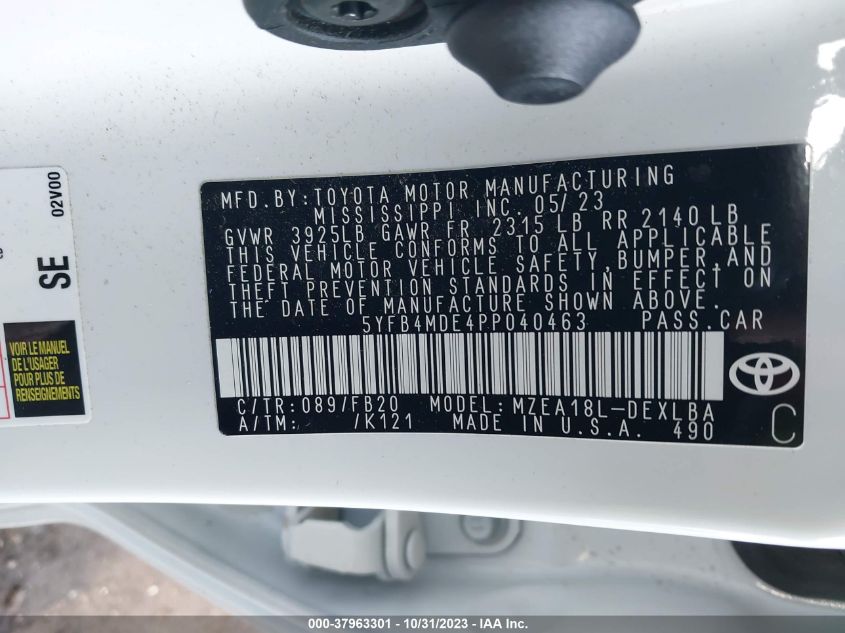 02V00
e
SE
VOIR LE MANUEL
DE L'USAGER
POUR PLUS DE
RENSEIGNEMENTS
MFD.BY:TOYOTA MOTOR MANUFACTURING
MISSISSIPPI INC. 05/23
GVWR 3925LB GAWR FR 2315 LB RR 2140 LB
THIS VEHICLE CONFORMS TO ALL APPLICABLE
FEDERAL MOTOR VEHICLE SAFETY,BUMPER,AND
THEFT PREVENTION STANDARDS IN EFFECT ON
THE DATE OF MANUFACTURE SHOWN ABOVE.
5YFB4MDE4PP040463 PASS.CAR
C/TR:089/FB20 MODEL:MZEA18L-DEXLBA
A/TM: /K121 MADE IN U.S.A. 490
C
000-37963301 - 10/31/2023 - IAA Inc.